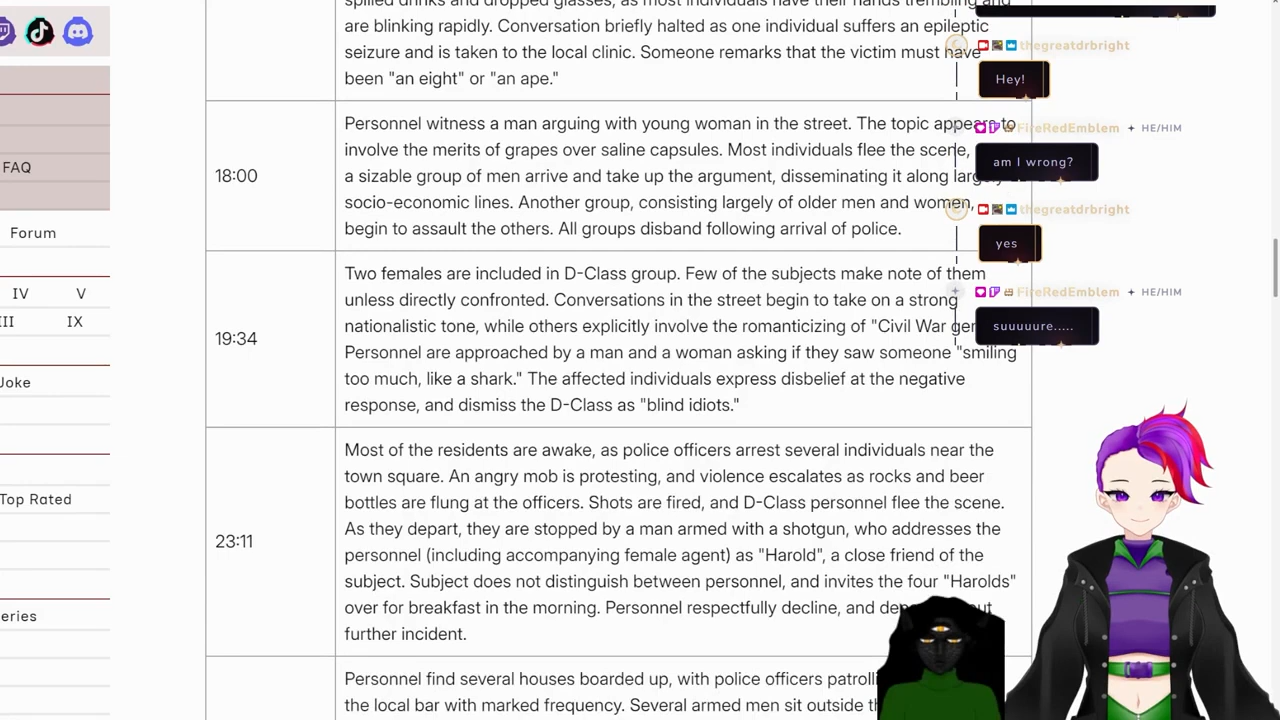 spilled drinks and dropped glasses, as most individuals have their hands trembling and
are blinking rapidly. Conversation briefly halted as one individual suffers an epileptic
seizure and is taken to the local clinic. Someone remarks that the victim must have
been "an eight" or "an ape."
18:00
Personnel witness a man arguing with young woman in the street. The topic appears to
involve the merits of grapes over saline capsules. Most individuals flee the scene,
a sizable group of men arrive and take up the argument, disseminating it along largely
socio-economic lines. Another group, consisting largely of older men and women,
begin to assault the others. All groups disband following arrival of police.
19:34
Two females are included in D-Class group. Few of the subjects make note of them
unless directly confronted. Conversations in the street begin to take on a strong
nationalistic tone, while others explicitly involve the romanticizing of "Civil War
Personnel are approached by a man and a woman asking if they saw someone "smiling
too much, like a shark." The affected individuals express disbelief at the negative
response, and dismiss the D-Class as "blind idiots."
23:11
Most of the residents are awake, as police officers arrest several individuals near the
town square. An angry mob is protesting, and violence escalates as rocks and beer
bottles are flung at the officers. Shots are fired, and D-Class personnel flee the scene.
As they depart, they are stopped by a man armed with a shotgun, who addresses the
personnel (including accompanying female agent) as "Harold", a close friend of the
subject. Subject does not distinguish between personnel, and invites the four "Harolds"
over for breakfast in the morning. Personnel respectfully decline, and
further incident.
Personnel find several houses boarded up, with police officers
the local bar with marked frequency. Several armed men sit outside
FAQ
Forum
IV V
III IX
Joke
Top Rated
eries
thegreatdrbright
Hey!
FireRedEmblem + HE/HIM
am I wrong?
thegreatdrbright
yes
FireRedEmblem + HE/HIM
suuuuure.....